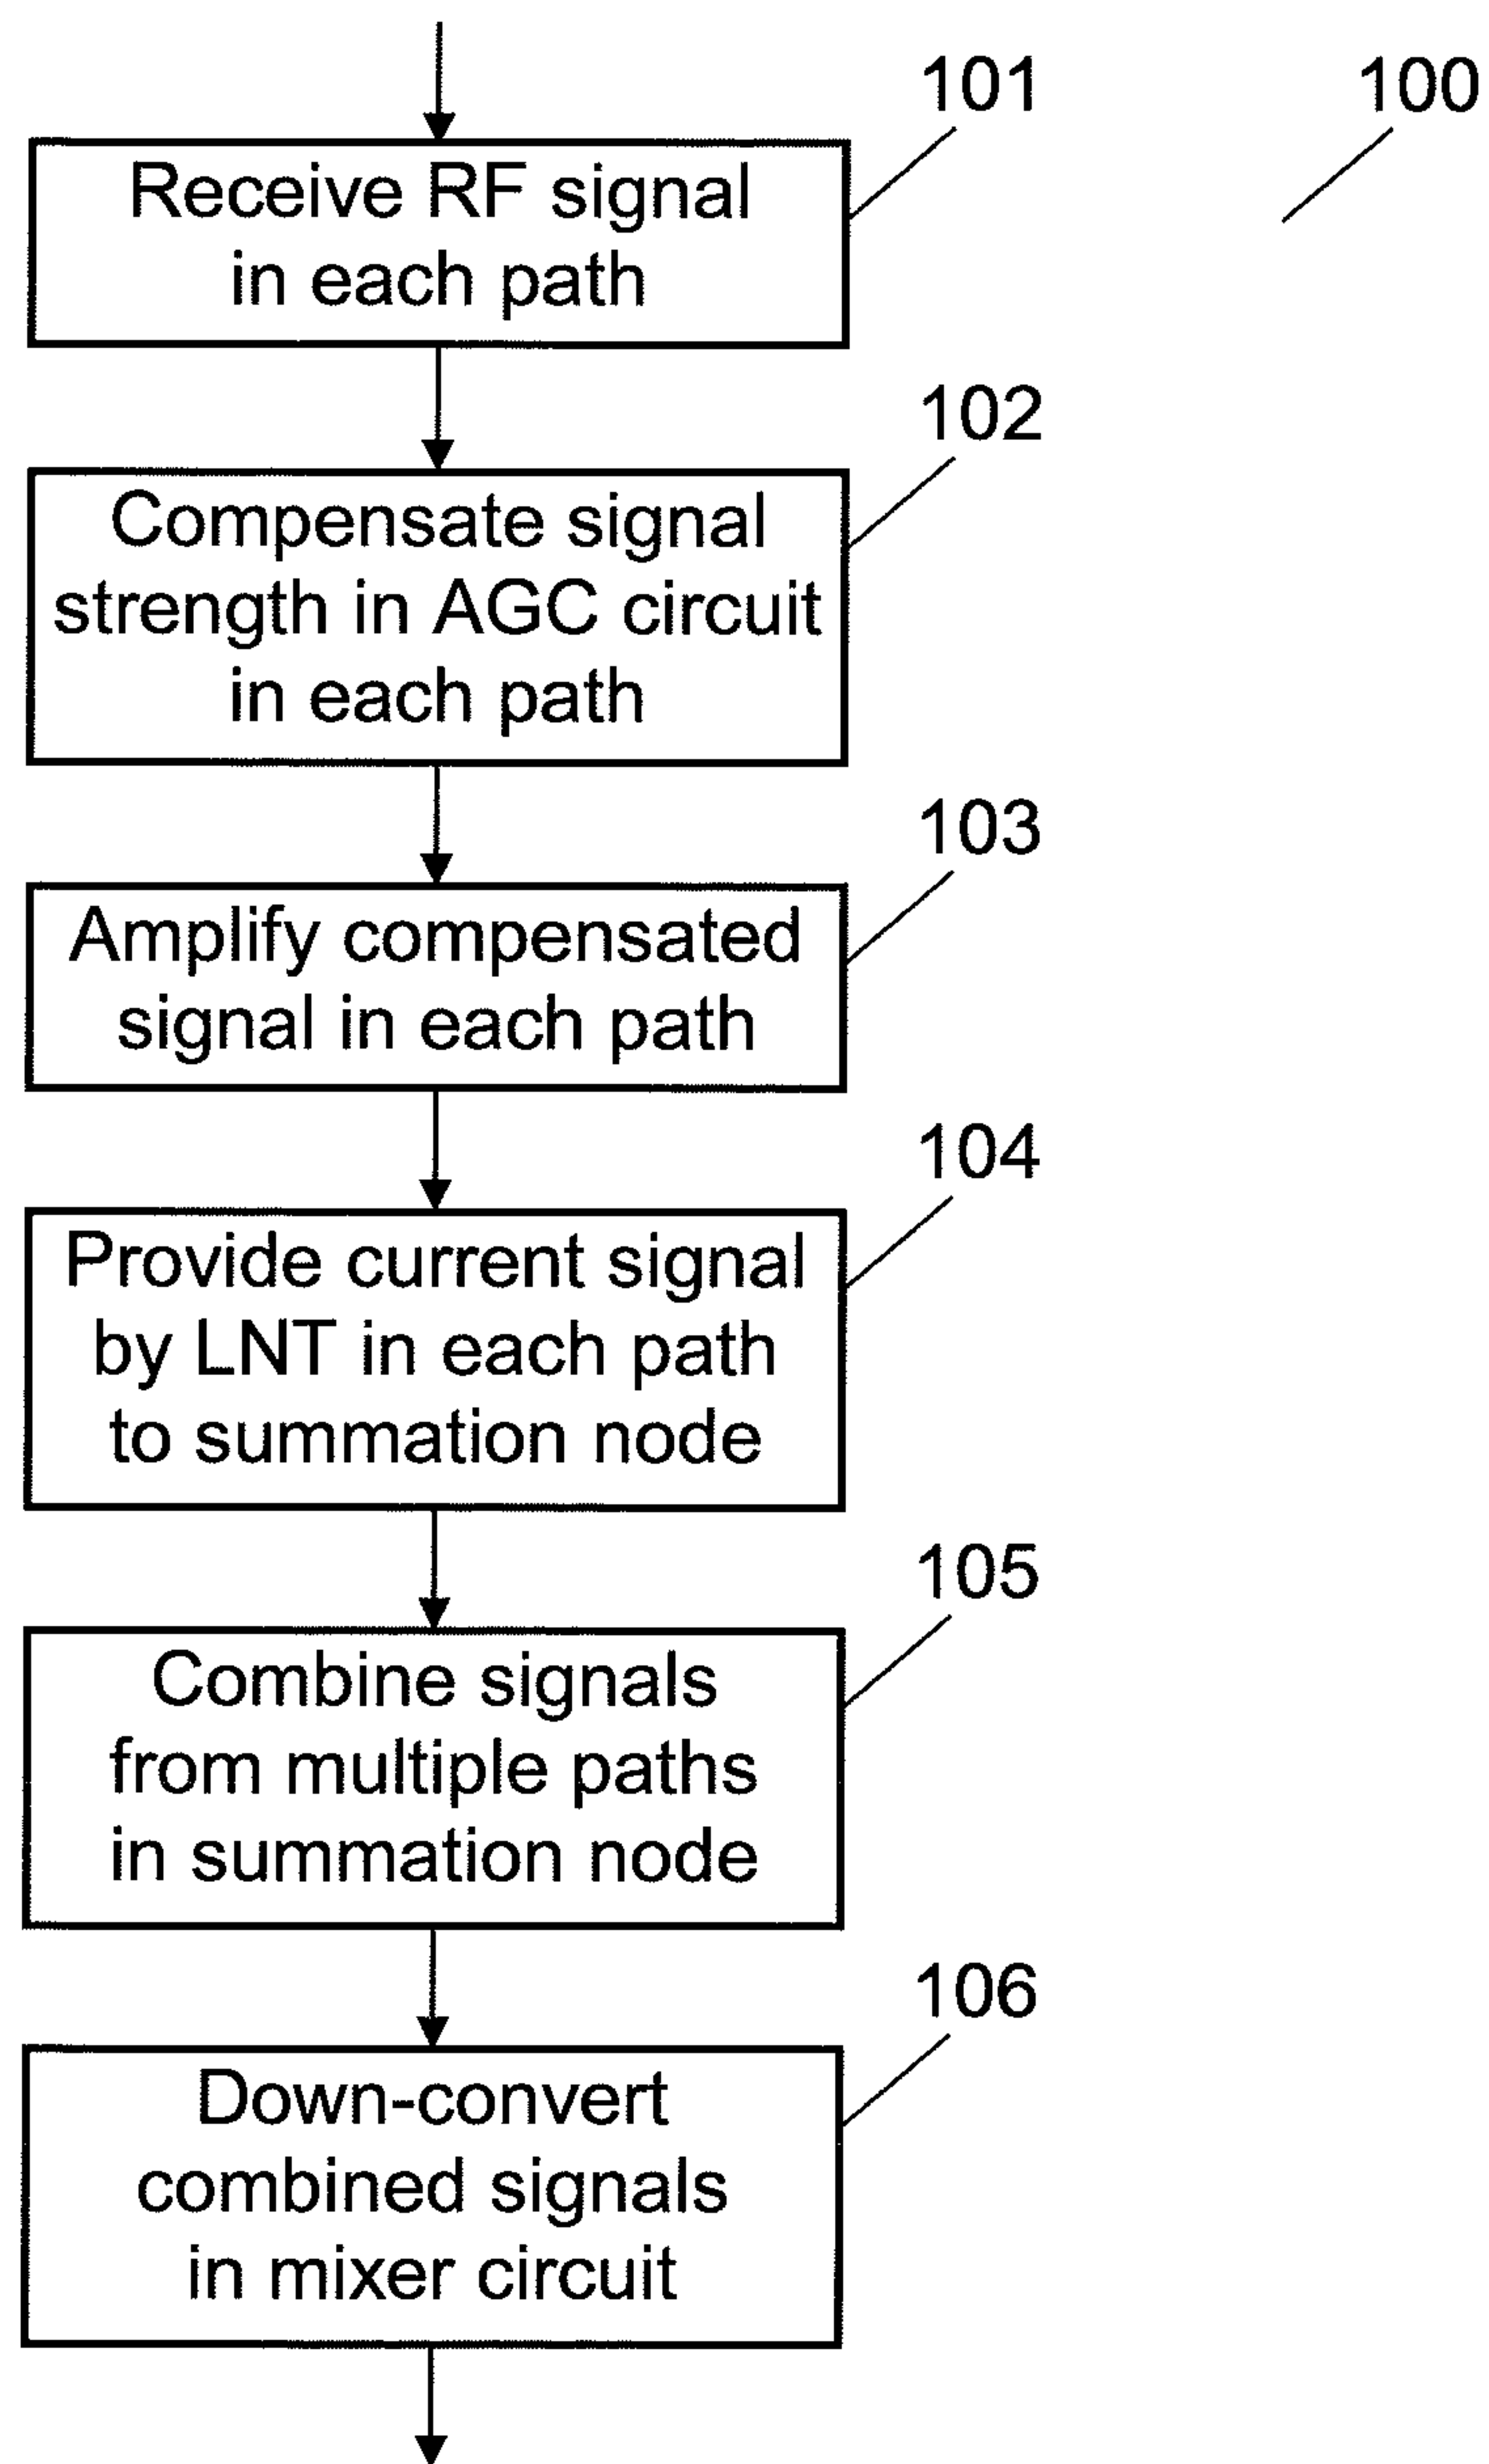 101
100
Receive RF signal
in each path
102
Compensate signal
strength in AGC circuit
in each path
103
Amplify compensated
signal in each path
104
Provide current signal
by LNT in each path
to summation node
105
Combine signals
from multiple paths
in summation node
106
Down-convert
combined signals
in mixer circuit